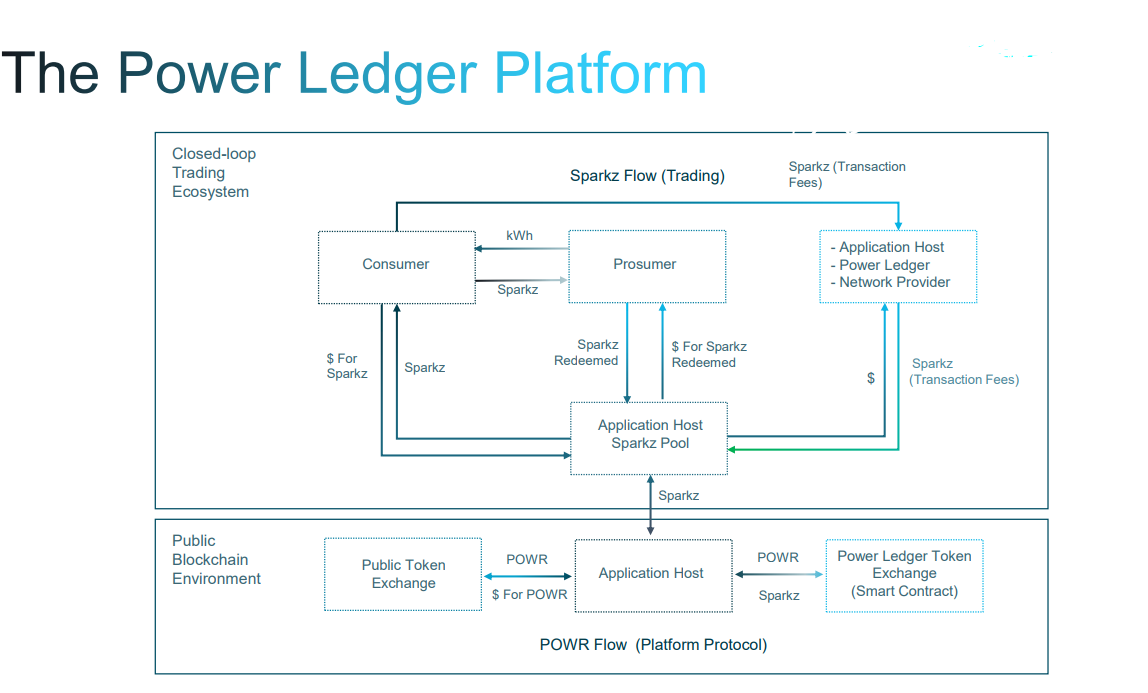 The Power Ledger Platform
Closed-loop
Trading
Ecosystem
Sparkz Flow (Trading)
Sparkz (Transaction
Fees)
kWh
Consumer
Prosumer
- Application Host
- Power Ledger
- Network Provider
Sparkz
$ For
Sparkz
Sparkz
Sparkz
Redeemed
$ For Sparkz
Redeemed
$
Sparkz
(Transaction Fees)
Application Host
Sparkz Pool
Sparkz
Public
Blockchain
Environment
Public Token
Exchange
POWR
$ For POWR
Application Host
POWR
Sparkz
Power Ledger Token
Exchange
(Smart Contract)
POWR Flow (Platform Protocol)